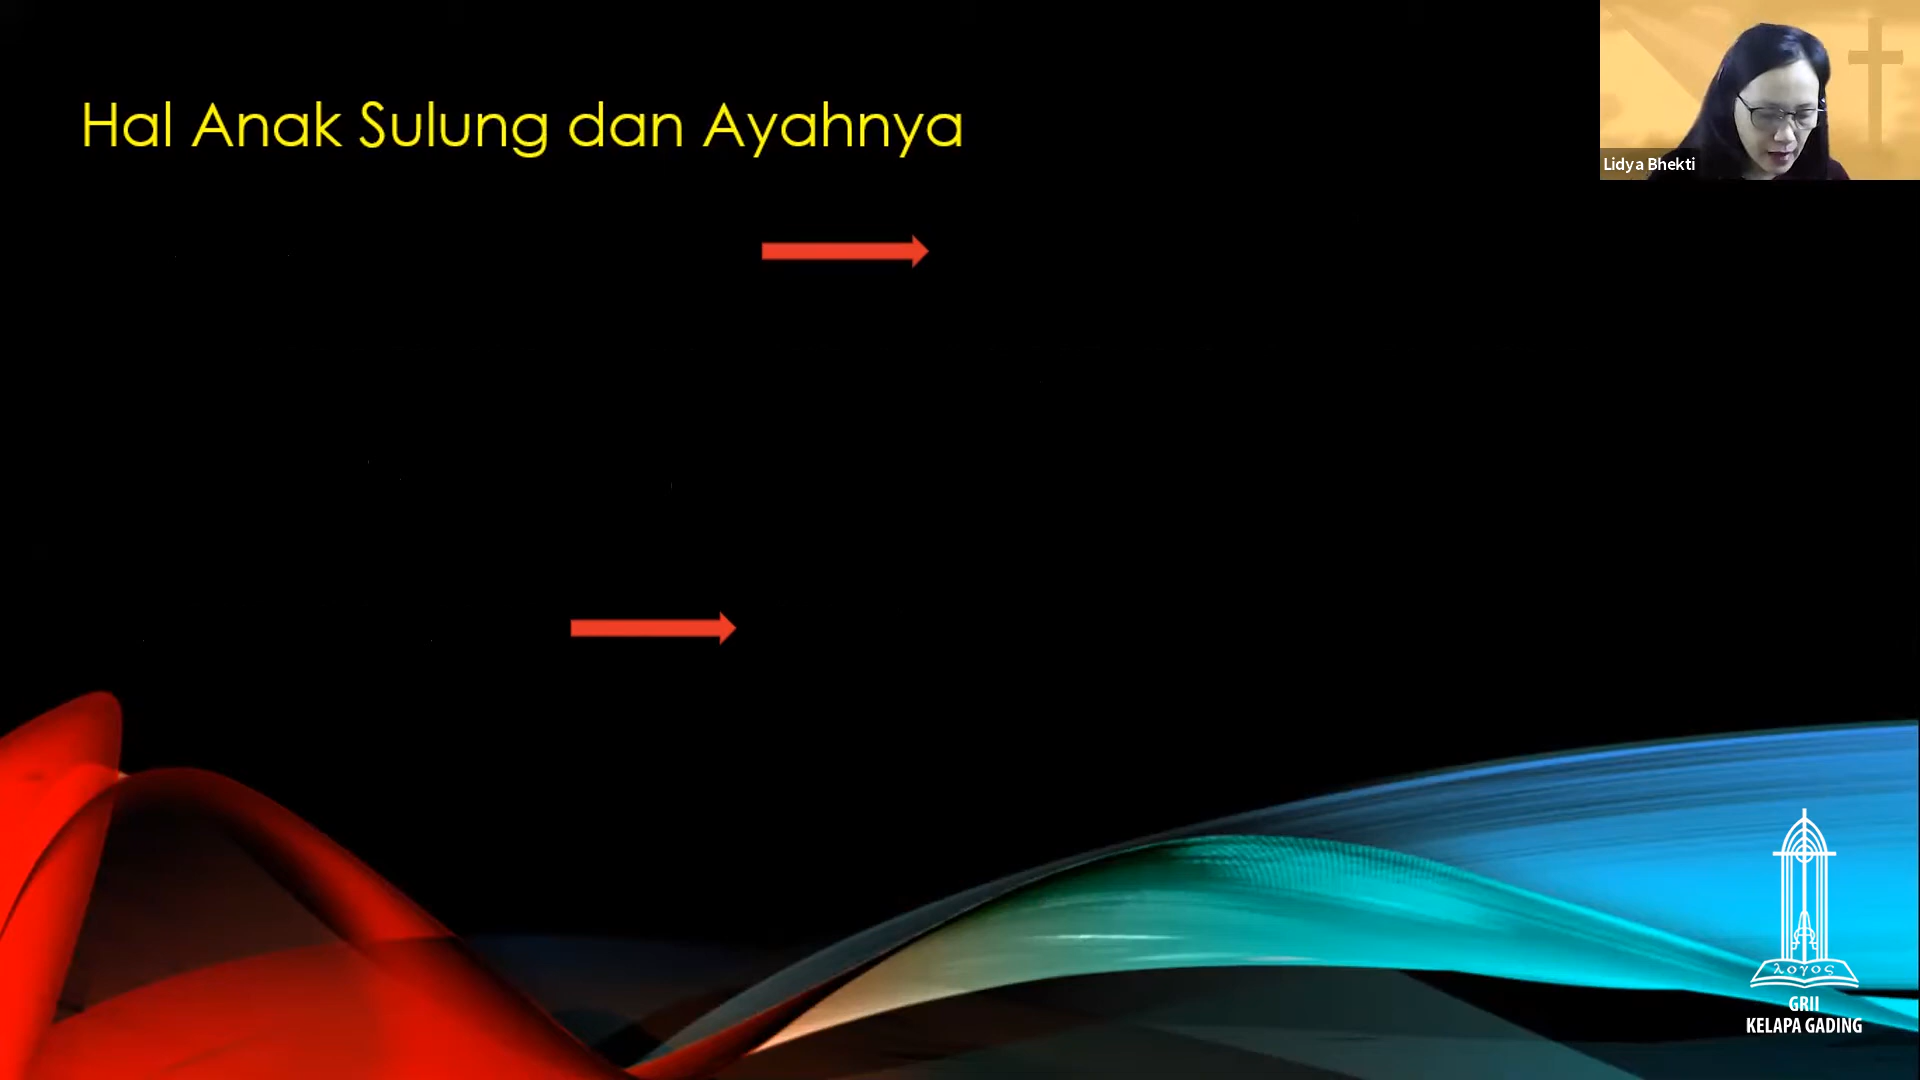 Hal Anak Sulung dan Ayahnya
Lidya Bhekti
λογος
GRII
KELAPA GADING